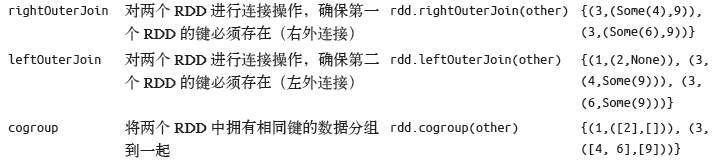 rightOuterJoin 对两个 RDD 进行连接操作，确保第一 rdd.rightOuterJoin(other) {(3,(Some(4),9)),
个 RDD 的键必须存在（右外连接） (3,(Some(6),9))}
leftOuterJoin 对两个 RDD 进行连接操作，确保第二 rdd.leftOuterJoin(other) {(1,(2,None)), (3,
个 RDD 的键必须存在（左外连接） (4,Some(9))), (3,
(6,Some(9)))}
cogroup 将两个 RDD 中拥有相同键的数据分组 rdd.cogroup(other) {(1,([2],[])), (3,
到一起 ([4, 6],[9]))}